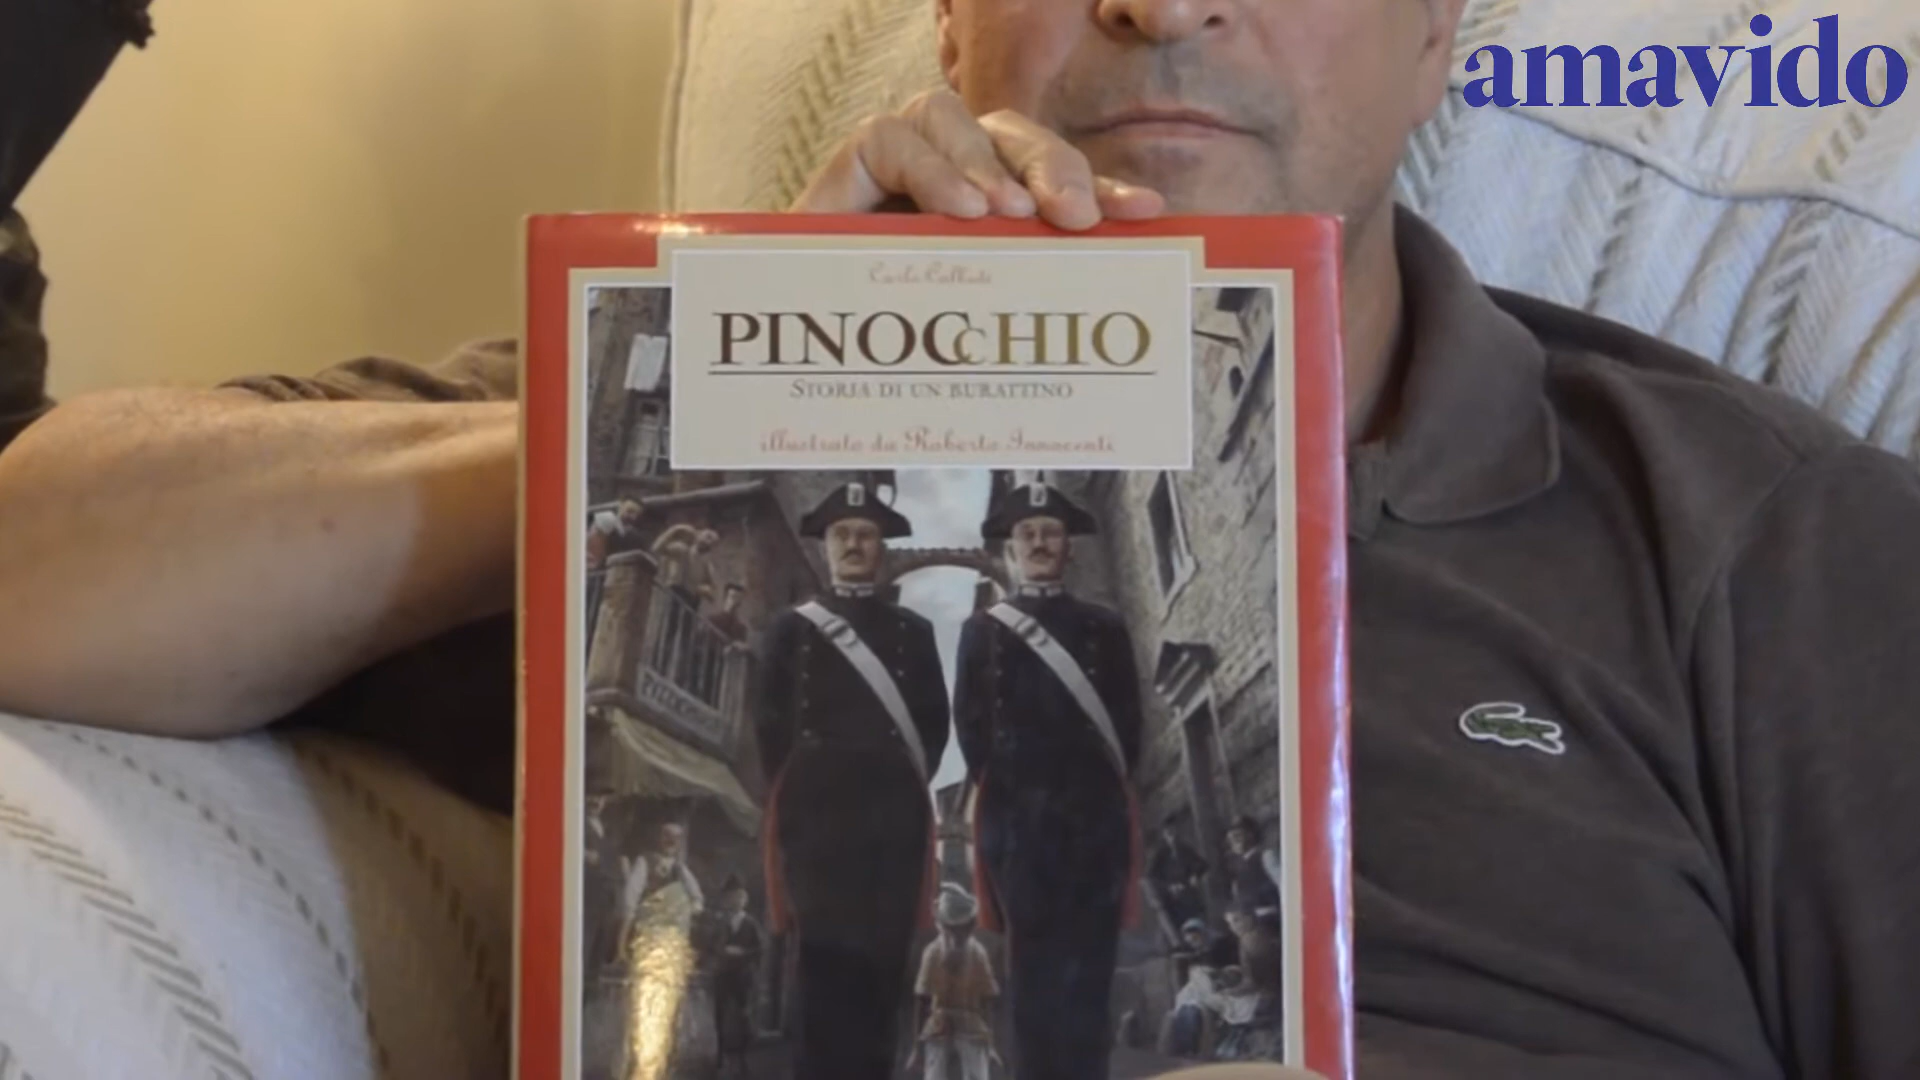 amavido
Carlo Collodi
PINOCCHIO
STORIA DI UN BURATTINO
illustrato da Roberto Innocenti